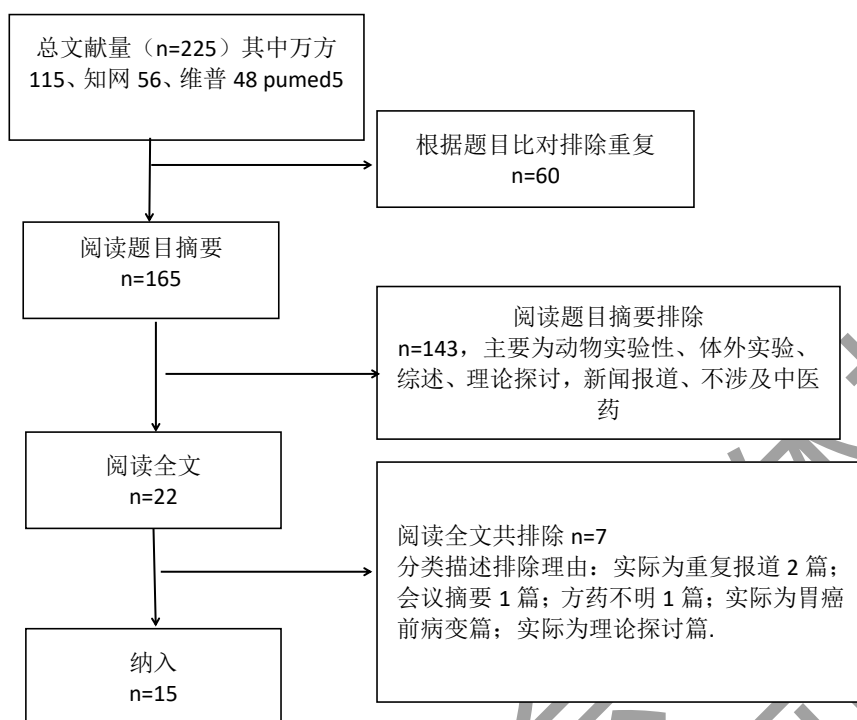 总文献量（n=225）其中万方
115、知网 56、维普 48 pumed5
根据题目比对排除重复
n=60
阅读题目摘要
n=165
阅读题目摘要排除
n=143，主要为动物实验性、体外实验、
综述、理论探讨，新闻报道、不涉及中医
药
阅读全文
n=22
阅读全文共排除 n=7
分类描述排除理由：实际为重复报道 2 篇；
会议摘要 1 篇；方药不明 1 篇；实际为胃癌
前病变篇；实际为理论探讨篇.
纳入
n=15